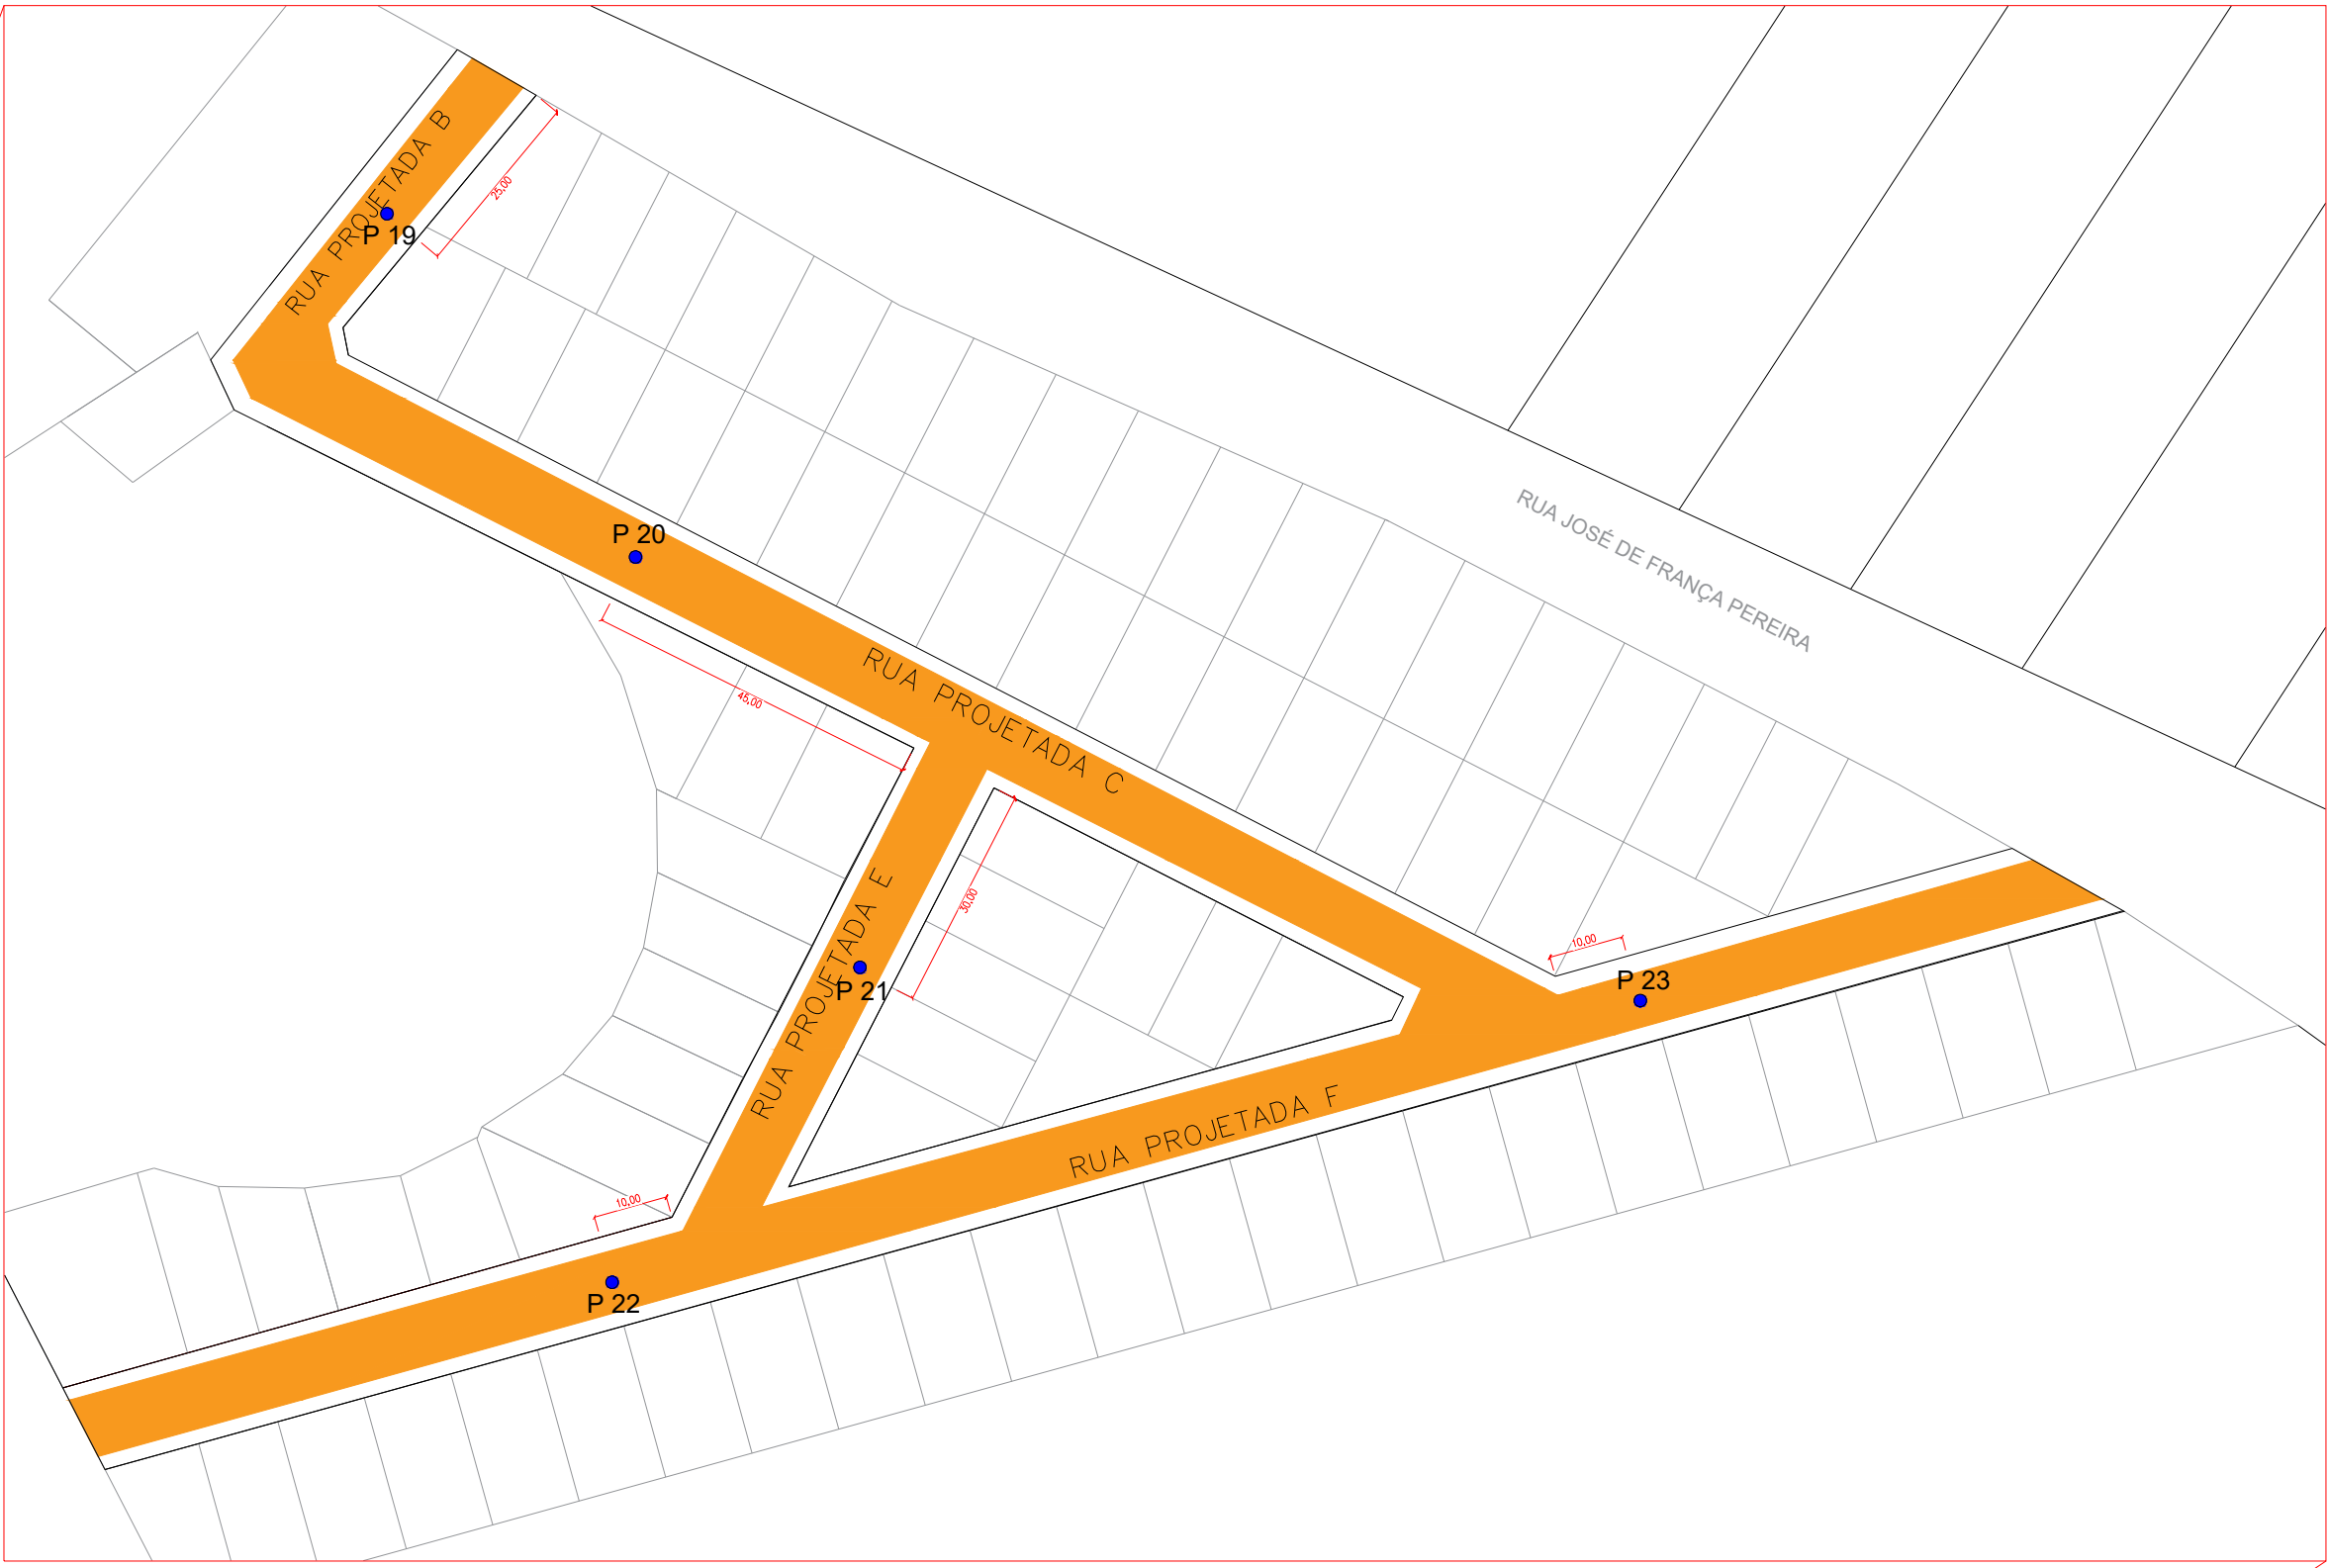 RUA PROJETADA B
25,00
P 19
RUA JOSÉ DE FRANÇA PEREIRA
P 20
RUA PROJETADA C
45,00
RUA PROJETADA E
30,00
P 21
10,00
P 23
RUA PROJETADA F
10,00
P 22